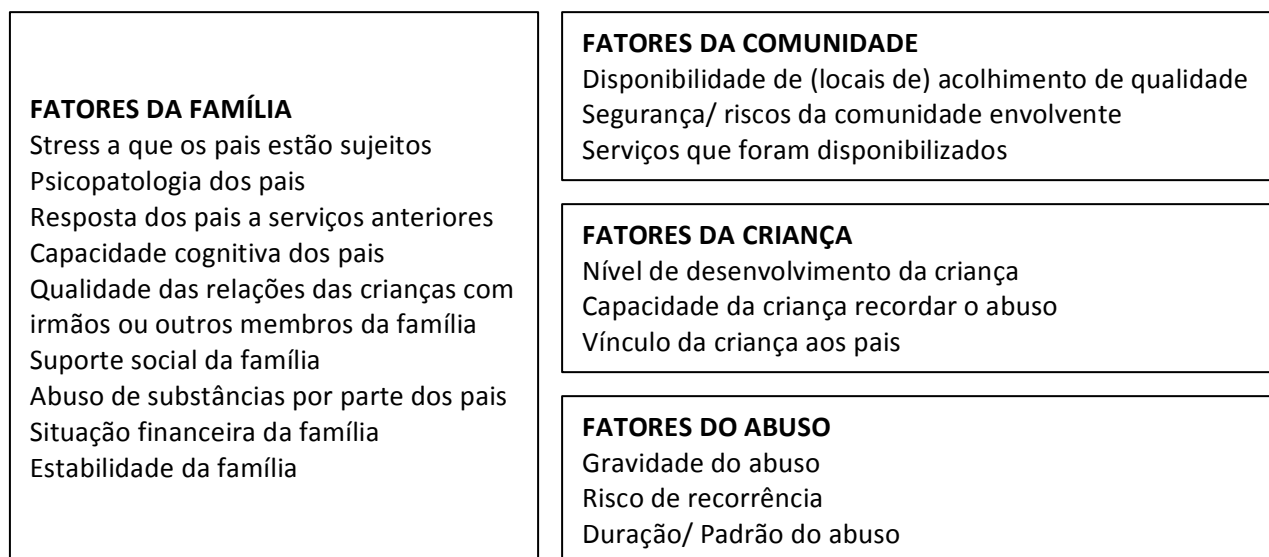 FATORES DA FAMÍLIA
Stress a que os pais estão sujeitos
Psicopatologia dos pais
Resposta dos pais a serviços anteriores
Capacidade cognitiva dos pais
Qualidade das relações das crianças com
irmãos ou outros membros da família
Suporte social da família
Abuso de substâncias por parte dos pais
Situação financeira da família
Estabilidade da família
FATORES DA COMUNIDADE
Disponibilidade de (locais de) acolhimento de qualidade
Segurança/ riscos da comunidade envolvente
Serviços que foram disponibilizados
FATORES DA CRIANÇA
Nível de desenvolvimento da criança
Capacidade da criança recordar o abuso
Vínculo da criança aos pais
FATORES DO ABUSO
Gravidade do abuso
Risco de recorrência
Duração/ Padrão do abuso